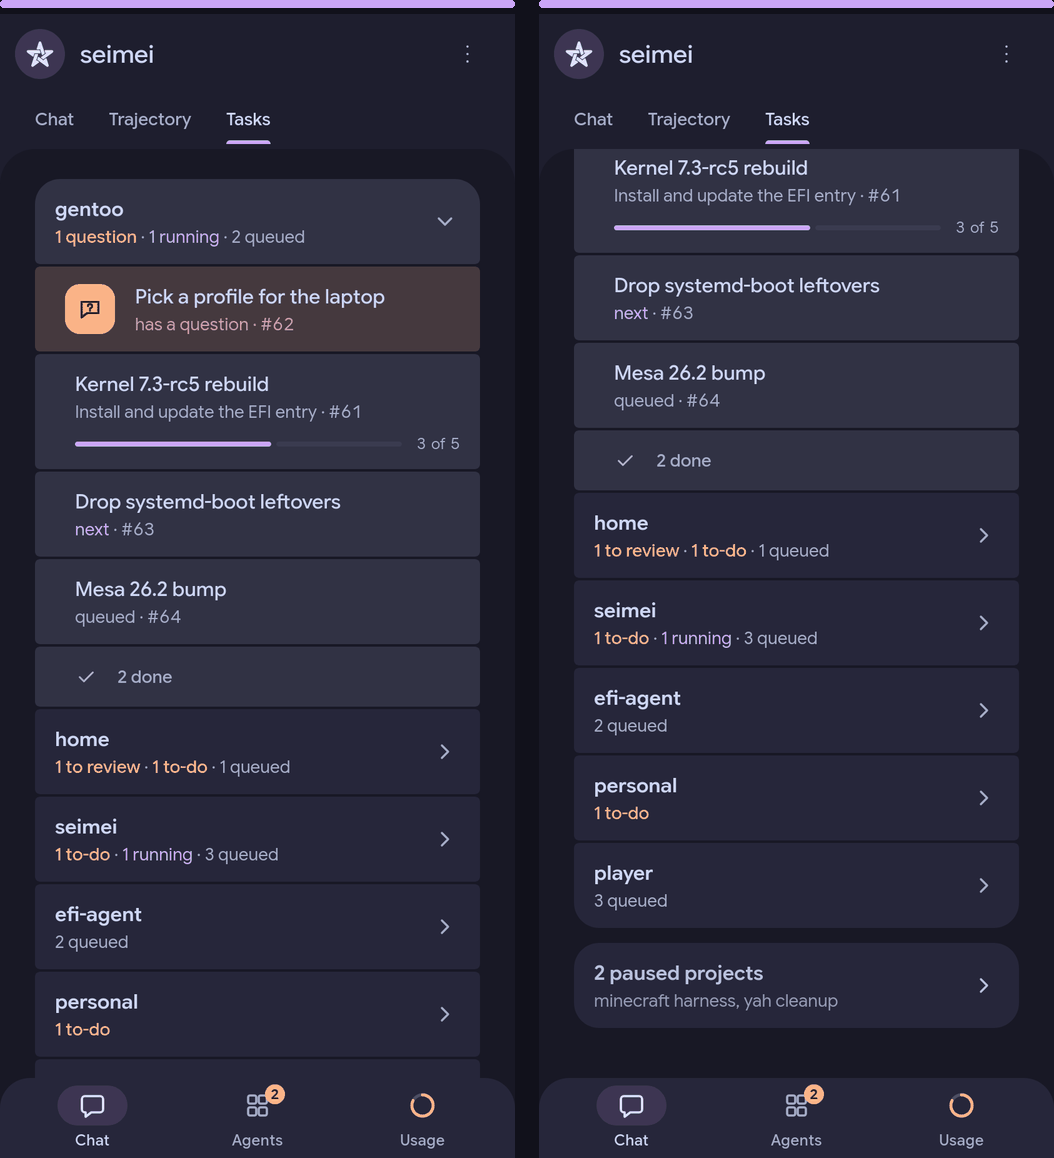 seimei
Chat Trajectory Tasks
gentoo
1 question · 1 running · 2 queued
Pick a profile for the laptop
has a question · #62
Kernel 7.3-rc5 rebuild
Install and update the EFI entry · #61
3 of 5
Drop systemd-boot leftovers
next · #63
Mesa 26.2 bump
queued · #64
2 done
home
1 to review · 1 to-do · 1 queued
seimei
1 to-do · 1 running · 3 queued
efi-agent
2 queued
personal
1 to-do
2
Chat Agents Usage
seimei
Chat Trajectory Tasks
Kernel 7.3-rc5 rebuild
Install and update the EFI entry · #61
3 of 5
Drop systemd-boot leftovers
next · #63
Mesa 26.2 bump
queued · #64
2 done
home
1 to review · 1 to-do · 1 queued
seimei
1 to-do · 1 running · 3 queued
efi-agent
2 queued
personal
1 to-do
player
3 queued
2 paused projects
minecraft harness, yah cleanup
2
Chat Agents Usage